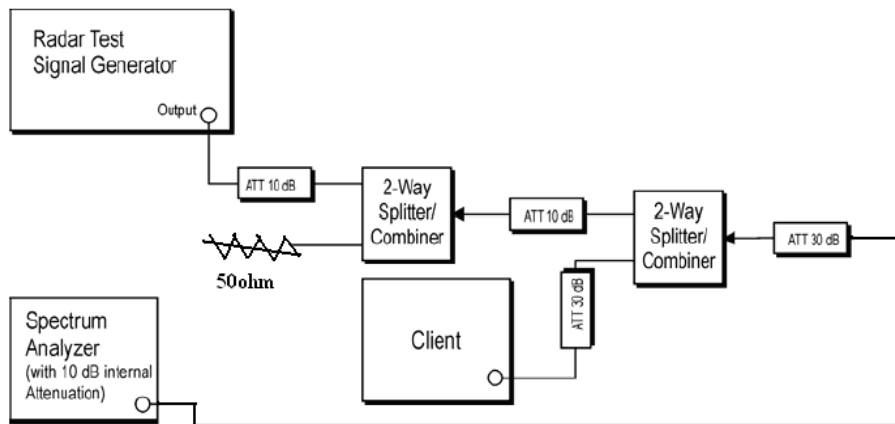 Radar Test
Signal Generator
Output
ATT 10 dB
2-Way
Splitter/
Combiner
ATT 10 dB
2-Way
Splitter/
Combiner
ATT 30 dB
50ohm
ATT 30 dB
Client
Spectrum
Analyzer
(with 10 dB internal
Attenuation)